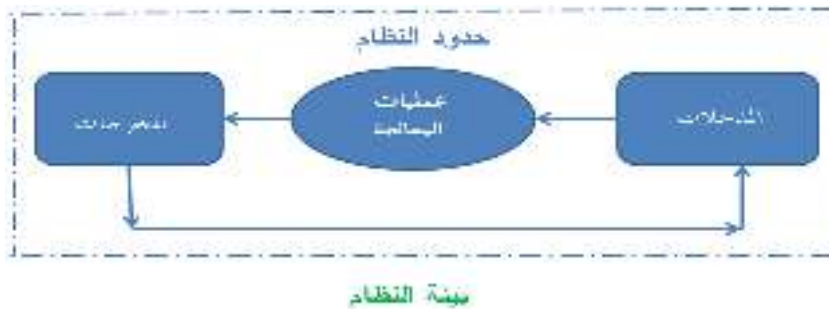 حدود النظام
المدخلات
عمليات
المعالجة
المخرجات
بيئة النظام